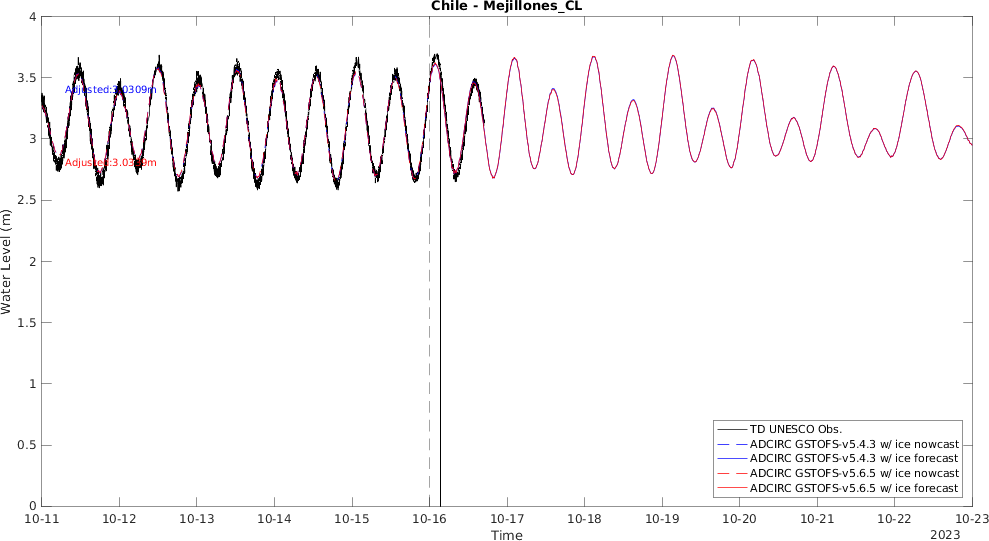 Chile - Mejillones_CL
4
3.5
3
2.5
2
1.5
1
0.5
0
Water Level (m)
Adjusted:3.0309m
TD UNESCO Obs.
ADCIRC GSTOFS-v5.4.3 w/ ice nowcast
ADCIRC GSTOFS-v5.4.3 w/ ice forecast
ADCIRC GSTOFS-v5.6.5 w/ ice nowcast
ADCIRC GSTOFS-v5.6.5 w/ ice forecast
10-11 10-12 10-13 10-14 10-15 10-16 10-17 10-18 10-19 10-20 10-21 10-22 10-23
Time
2023